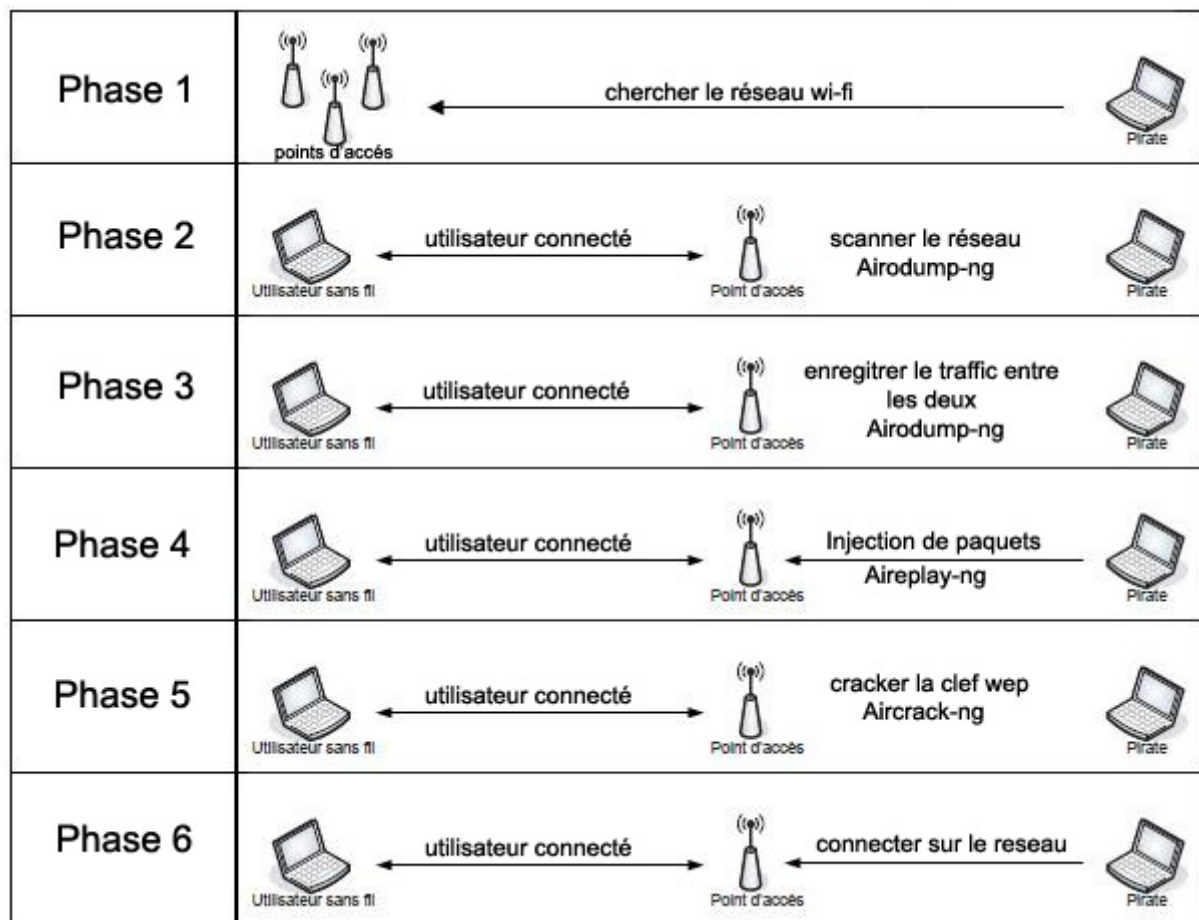 Phase 1
chercher le réseau wi-fi
points d'accés
Pirate
Phase 2
utilisateur connecté
scanner le réseau
Airodump-ng
Utilisateur sans fil
Point d'accès
Pirate
Phase 3
utilisateur connecté
enregitrer le traffic entre
les deux
Airodump-ng
Utilisateur sans fil
Point d'accès
Pirate
Phase 4
utilisateur connecté
Injection de paquets
Aireplay-ng
Utilisateur sans fil
Point d'accès
Pirate
Phase 5
utilisateur connecté
cracker la clef wep
Aircrack-ng
Utilisateur sans fil
Point d'accès
Pirate
Phase 6
utilisateur connecté
connecter sur le reseau
Utilisateur sans fil
Point d'accès
Pirate